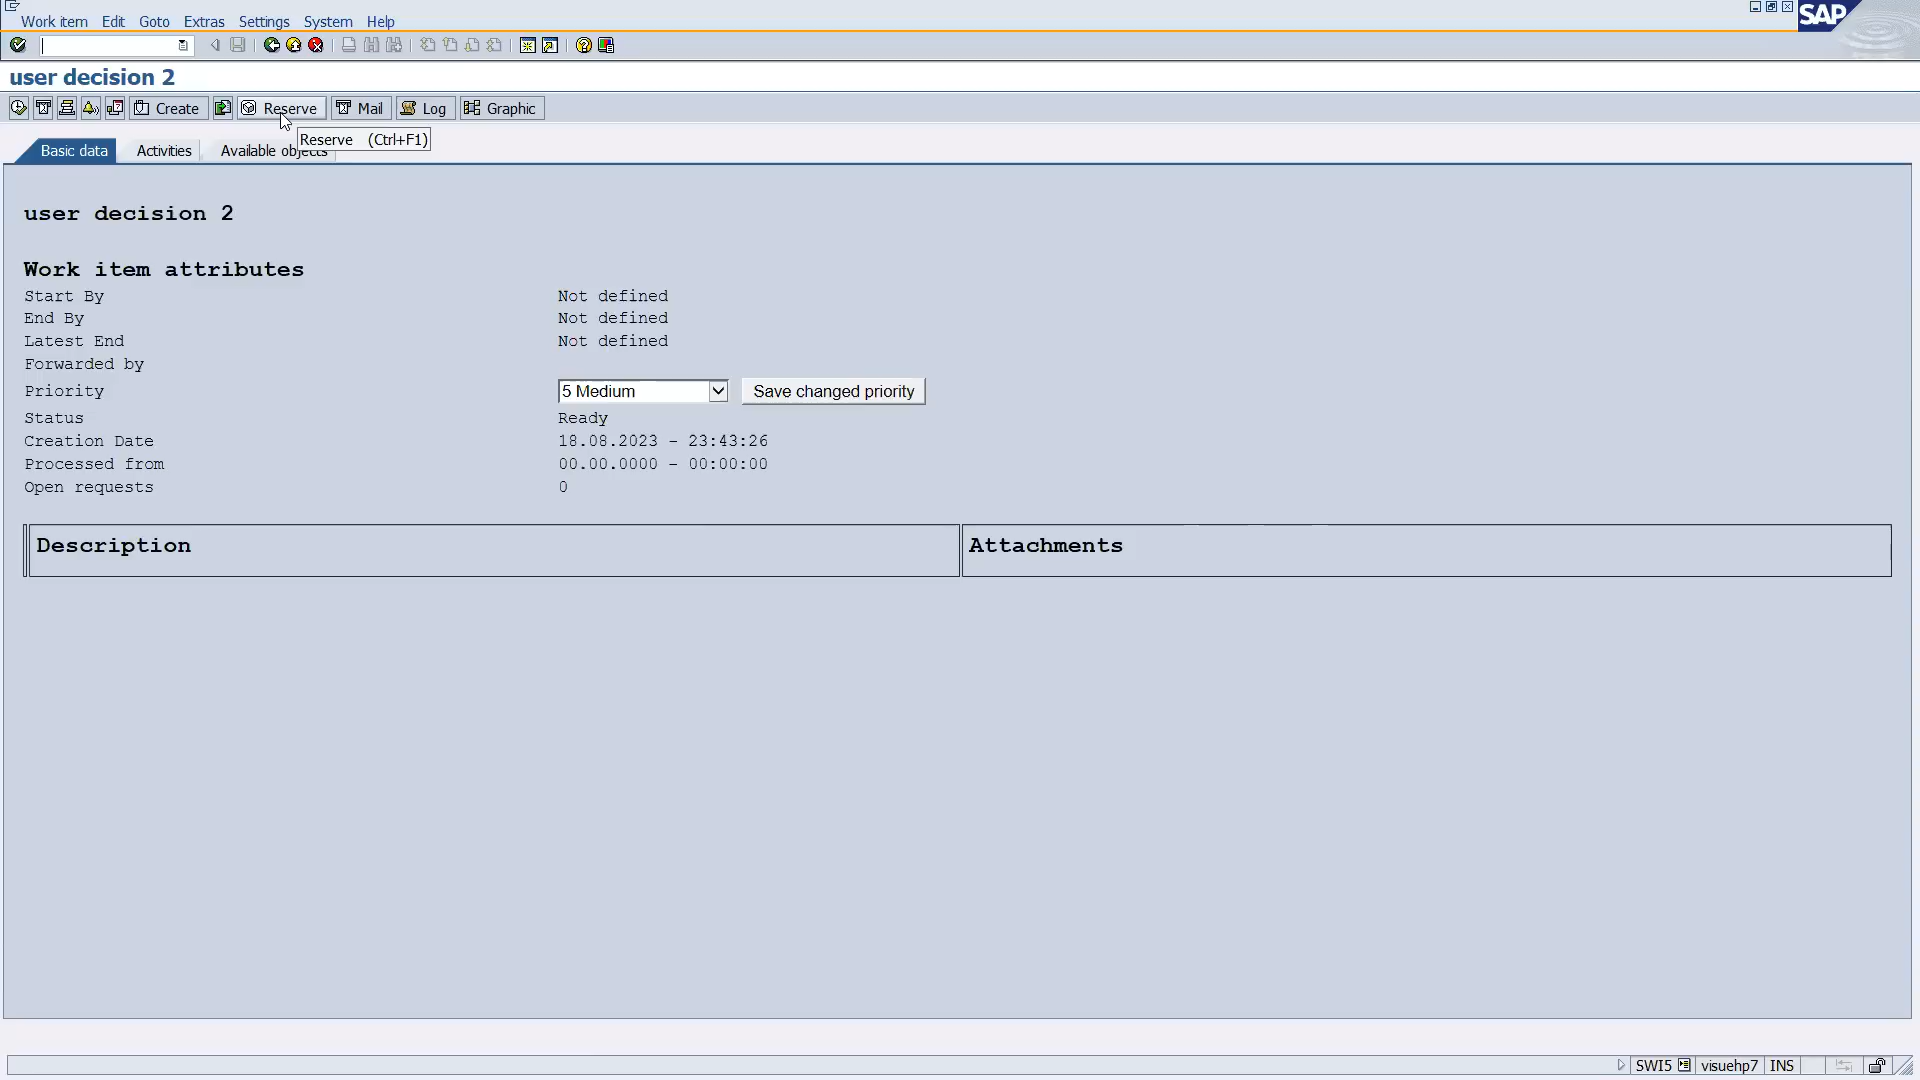 Work item Edit Goto Extras Settings System Help
SAP
user decision 2
Create Reserve Mail Log Graphic
Reserve (Ctrl+F1)
Basic data Activities Available objects
user decision 2
Work item attributes
Start By Not defined
End By Not defined
Latest End Not defined
Forwarded by
Priority 5 Medium Save changed priority
Status Ready
Creation Date 18.08.2023 - 23:43:26
Processed from 00.00.0000 - 00:00:00
Open requests 0
Description Attachments
SWI5 visuehp7 INS